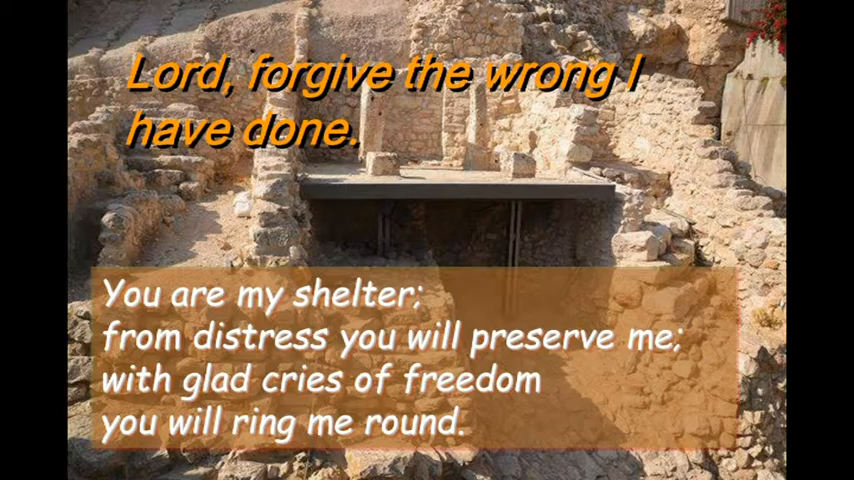 Lord, forgive the wrong I
have done.
You are my shelter;
from distress you will preserve me;
with glad cries of freedom
you will ring me round.